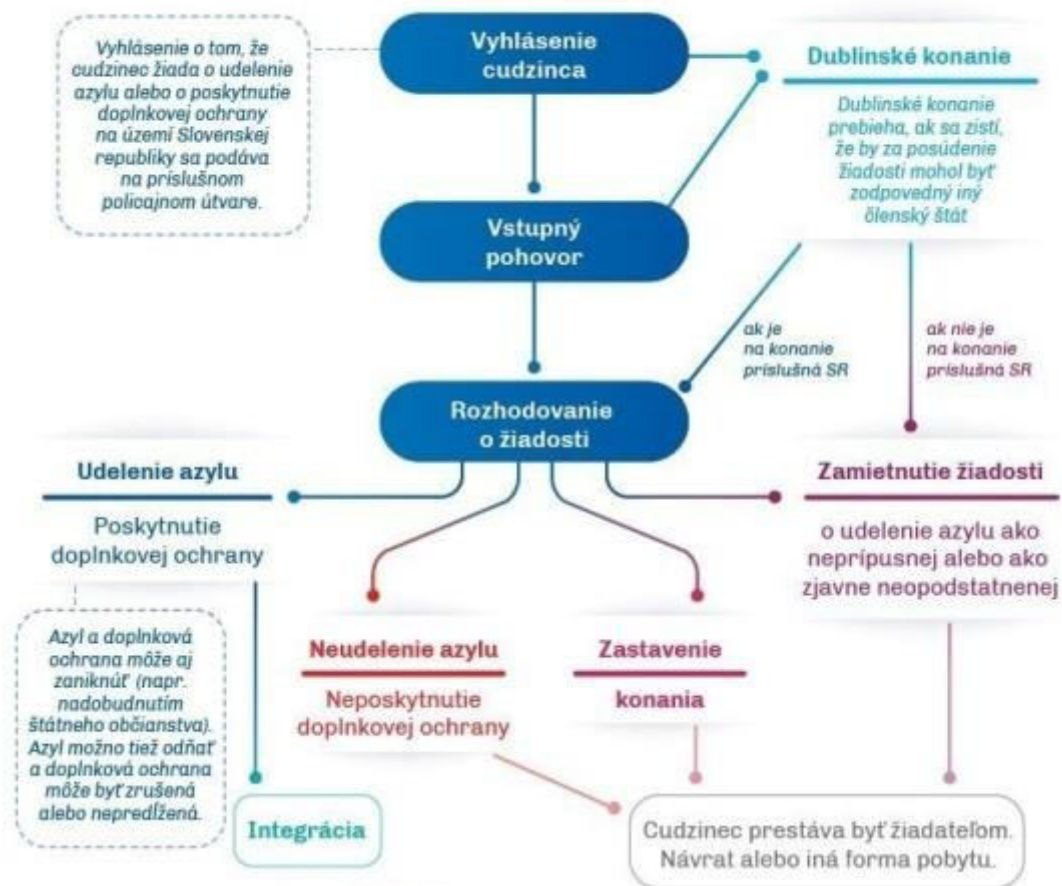 Vyhlásenie o tom, že
cudzinec žiada o udelenie
azylu alebo o poskytnutie
doplnkovej ochrany
na území Slovenskej
republiky sa podáva
na príslušnom
policajnom útvare.
Vyhlásenie
cudzinca
Dublinské konanie
Dublinské konanie
prebieha, ak sa zistí,
že by za posúdenie
žiadosti mohol byť
zodpovedný iný
členský štát
Vstupný
pohovor
ak je
na konanie
príslušná SR
ak nie je
na konanie
príslušná SR
Rozhodovanie
o žiadosti
Udelenie azylu
Poskytnutie
doplnkovej ochrany
Zamietnutie žiadosti
o udelenie azylu ako
neprípusnej alebo ako
zjavne neopodstatnenej
Azyl a doplnková
ochrana môže aj
zaniknúť (napr.
nadobudnutím
štátneho občianstva).
Azyl možno tiež odňať
a doplnková ochrana
môže byť zrušená
alebo nepredĺžená.
Neudelenie azylu
Neposkytnutie
doplnkovej ochrany
Zastavenie
konania
Integrácia
Cudzinec prestáva byť žiadateľom.
Návrat alebo iná forma pobytu.